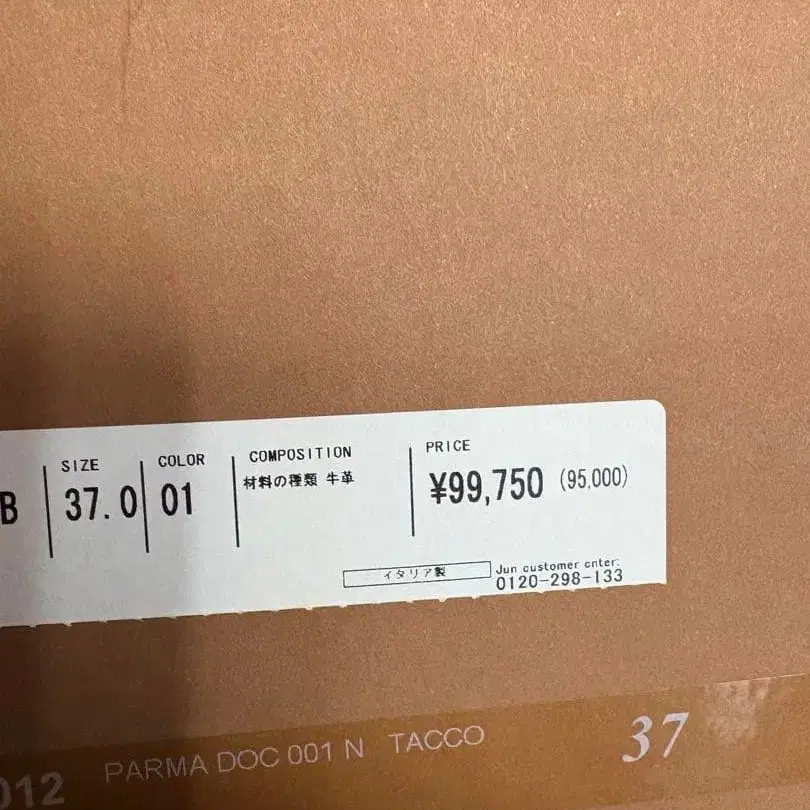 B
SIZE
37.0
COLOR
01
COMPOSITION
材料の種類 牛革
PRICE
¥99,750 (95,000)
イタリア製
Jun customer cnter:
0120-298-133
012 PARMA DOC 001 N TACCO 37